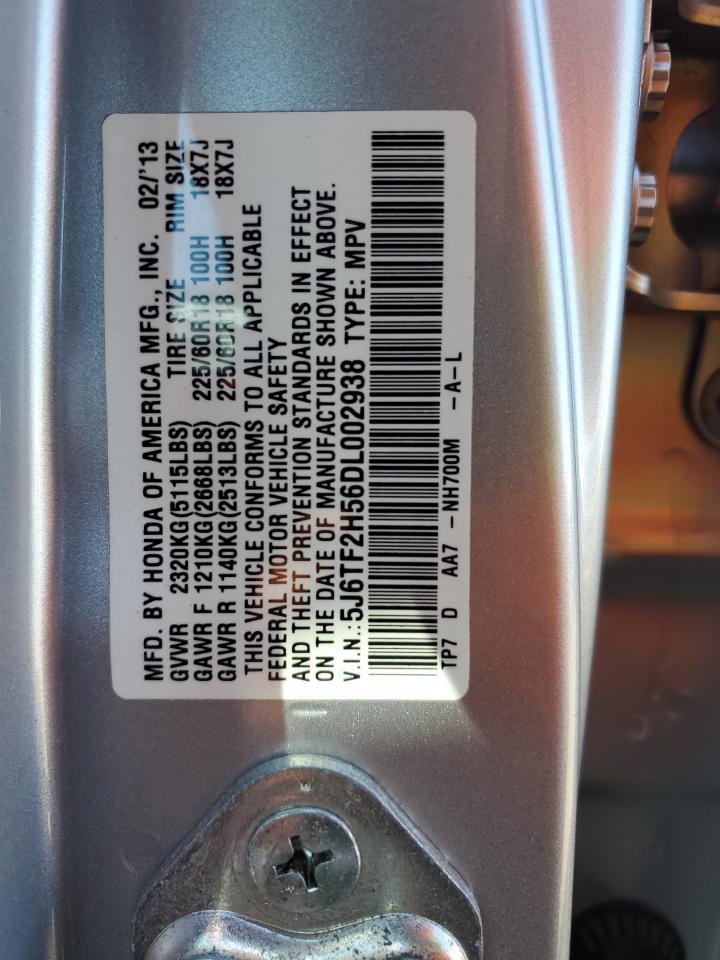 MFD. BY HONDA OF AMERICA MFG., INC. 02/'13
GVWR 2320KG(5115LBS) TIRE SIZE RIM SIZE
GAWR F 1210KG(2668LBS) 225/60R18 100H 18X7J
GAWR R 1140KG(2513LBS) 225/60R18 100H 18X7J
THIS VEHICLE CONFORMS TO ALL APPLICABLE
FEDERAL MOTOR VEHICLE SAFETY
AND THEFT PREVENTION STANDARDS IN EFFECT
ON THE DATE OF MANUFACTURE SHOWN ABOVE.
V.I.N.: 5J6TF2H56DL002938 TYPE: MPV
TP7 D AA7 -NH700M -A-L